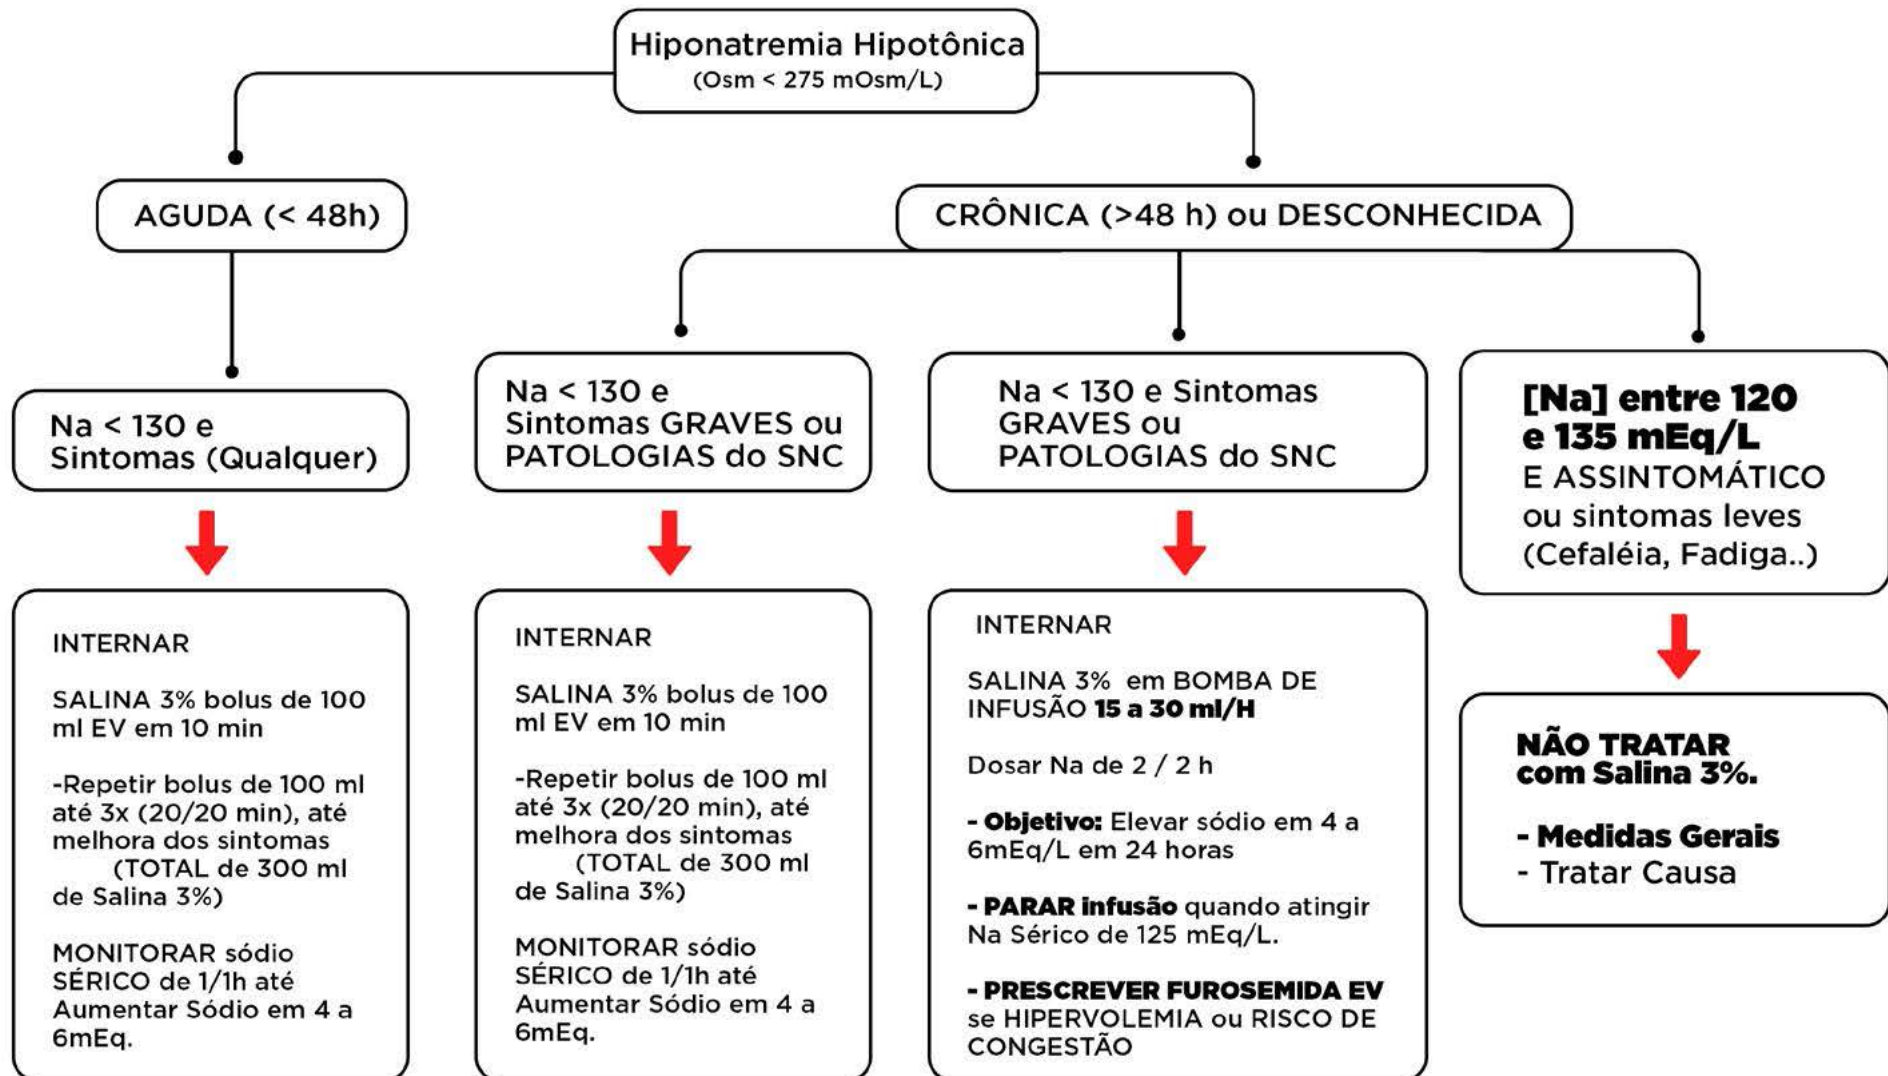 Hiponatremia Hipotônica
(Osm < 275 mOsm/L)
AGUDA (< 48h)
CRÔNICA (>48 h) ou DESCONHECIDA
Na < 130 e
Sintomas (Qualquer)
Na < 130 e
Sintomas GRAVES ou
PATOLOGIAS do SNC
Na < 130 e Sintomas
GRAVES ou
PATOLOGIAS do SNC
[Na] entre 120
e 135 mEq/L
E ASSINTOMÁTICO
ou sintomas leves
(Cefaléia, Fadiga..)
INTERNAR
SALINA 3% bolus de 100
ml EV em 10 min
-Repetir bolus de 100 ml
até 3x (20/20 min), até
melhora dos sintomas
(TOTAL de 300 ml
de Salina 3%)
MONITORAR sódio
SÉRICO de 1/1h até
Aumentar Sódio em 4 a
6mEq.
INTERNAR
SALINA 3% bolus de 100
ml EV em 10 min
-Repetir bolus de 100 ml
até 3x (20/20 min), até
melhora dos sintomas
(TOTAL de 300 ml
de Salina 3%)
MONITORAR sódio
SÉRICO de 1/1h até
Aumentar Sódio em 4 a
6mEq.
INTERNAR
SALINA 3% em BOMBA DE
INFUSÃO 15 a 30 ml/H
Dosar Na de 2 / 2 h
- Objetivo: Elevar sódio em 4 a
6mEq/L em 24 horas
- PARAR infusão quando atingir
Na Sérico de 125 mEq/L.
- PRESCREVER FUROSEMIDA EV
se HIPERVOLEMIA ou RISCO DE
CONGESTÃO
NÃO TRATAR
com Salina 3%.
- Medidas Gerais
- Tratar Causa